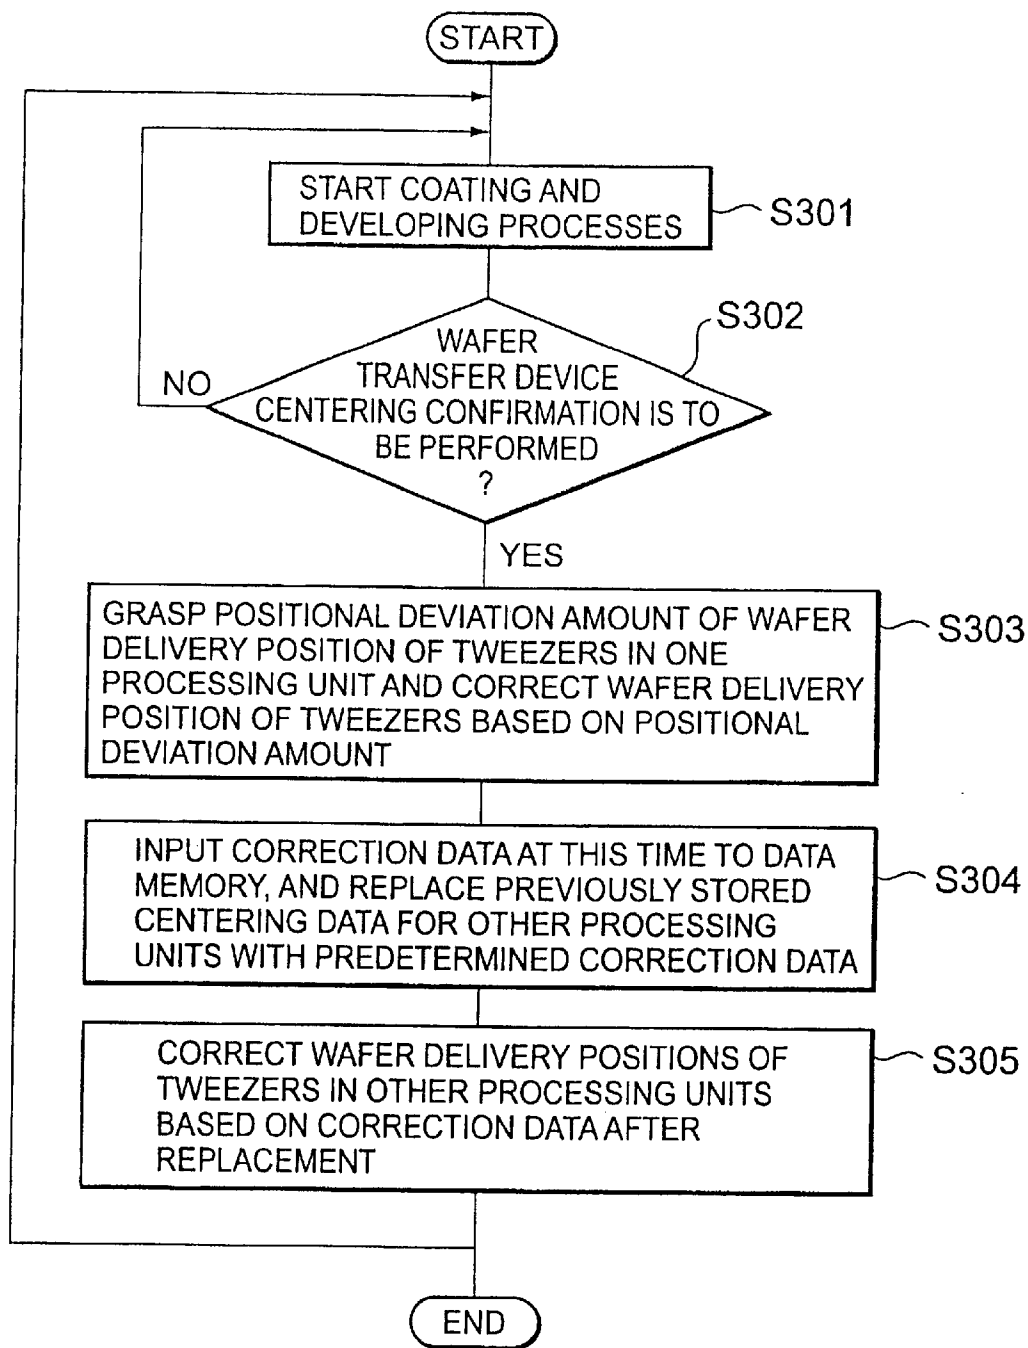 START
START COATING AND
DEVELOPING PROCESSES
S301
S302
WAFER
TRANSFER DEVICE
CENTERING CONFIRMATION IS TO
BE PERFORMED
?
NO
YES
GRASP POSITIONAL DEVIATION AMOUNT OF WAFER
DELIVERY POSITION OF TWEEZERS IN ONE
PROCESSING UNIT AND CORRECT WAFER DELIVERY
POSITION OF TWEEZERS BASED ON POSITIONAL
DEVIATION AMOUNT
S303
INPUT CORRECTION DATA AT THIS TIME TO DATA
MEMORY, AND REPLACE PREVIOUSLY STORED
CENTERING DATA FOR OTHER PROCESSING
UNITS WITH PREDETERMINED CORRECTION DATA
S304
CORRECT WAFER DELIVERY POSITIONS OF
TWEEZERS IN OTHER PROCESSING UNITS
BASED ON CORRECTION DATA AFTER
REPLACEMENT
S305
END